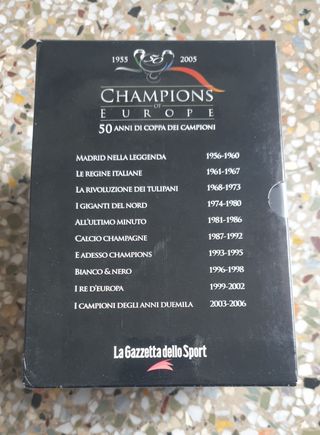 1955 50 2005
CHAMPIONS
OF
EUROPE
50 ANNI DI COPPA DEI CAMPIONI
MADRID NELLA LEGGENDA 1956-1960
LE REGINE ITALIANE 1961-1967
LA RIVOLUZIONE DEI TULIPANI 1968-1973
I GIGANTI DEL NORD 1974-1980
ALL'ULTIMO MINUTO 1981-1986
CALCIO CHAMPAGNE 1987-1992
E ADESSO CHAMPIONS 1993-1995
BIANCO & NERO 1996-1998
I RE D'EUROPA 1999-2002
I CAMPIONI DEGLI ANNI DUEMILA 2003-2006
La Gazzetta dello Sport